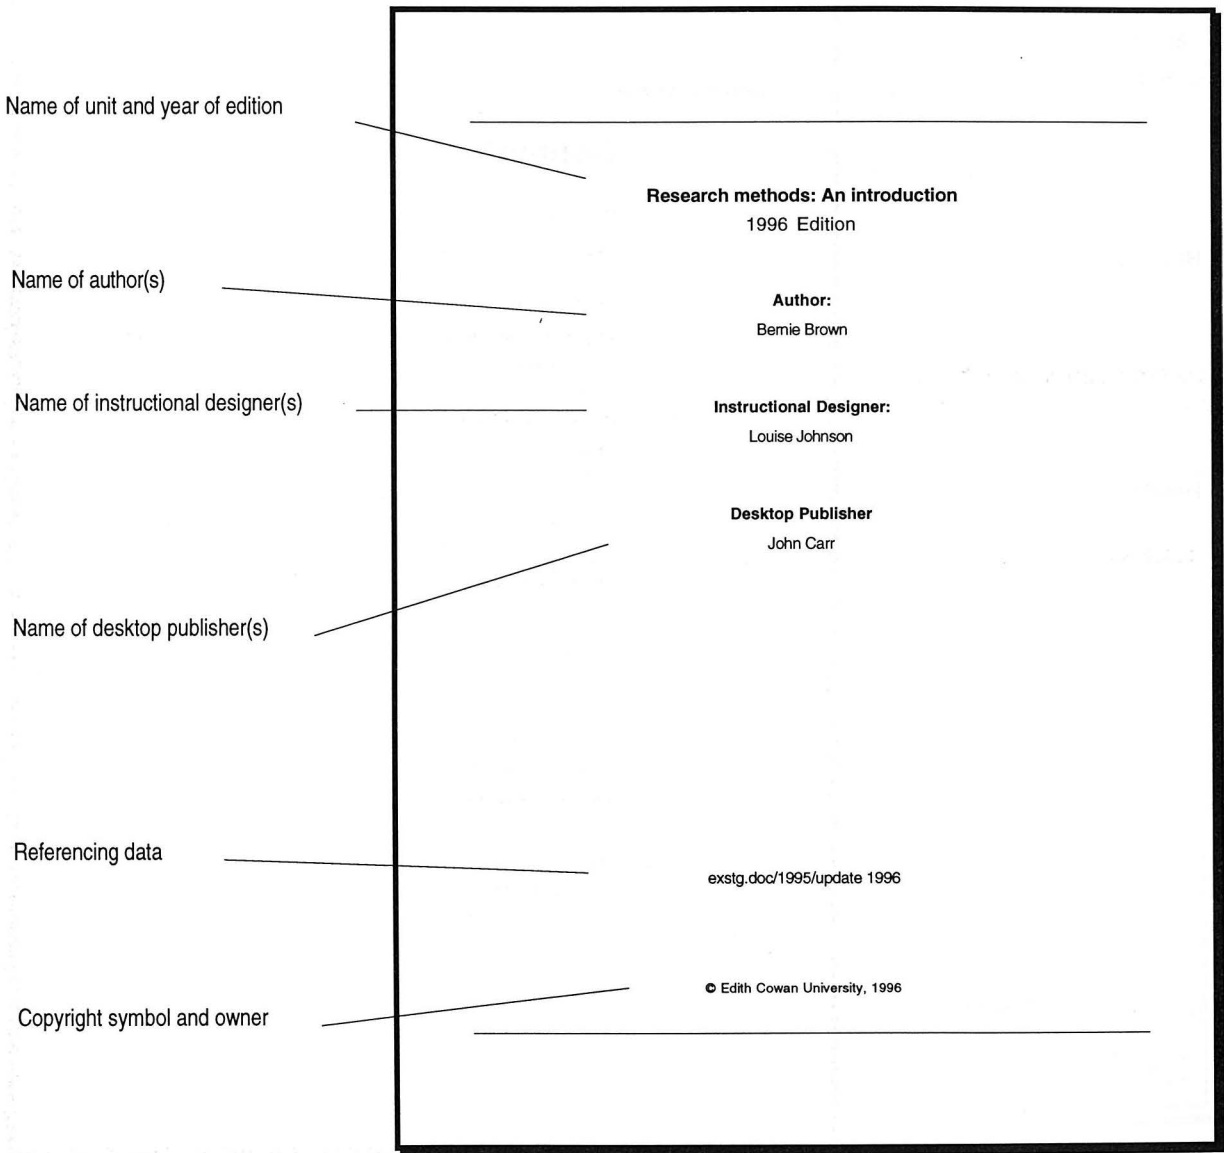 Name of unit and year of edition
Research methods: An introduction
1996 Edition
Name of author(s)
Author:
Bernie Brown
Name of instructional designer(s)
Instructional Designer:
Louise Johnson
Desktop Publisher
John Carr
Name of desktop publisher(s)
Referencing data
exstg.doc/1995/update 1996
© Edith Cowan University, 1996
Copyright symbol and owner